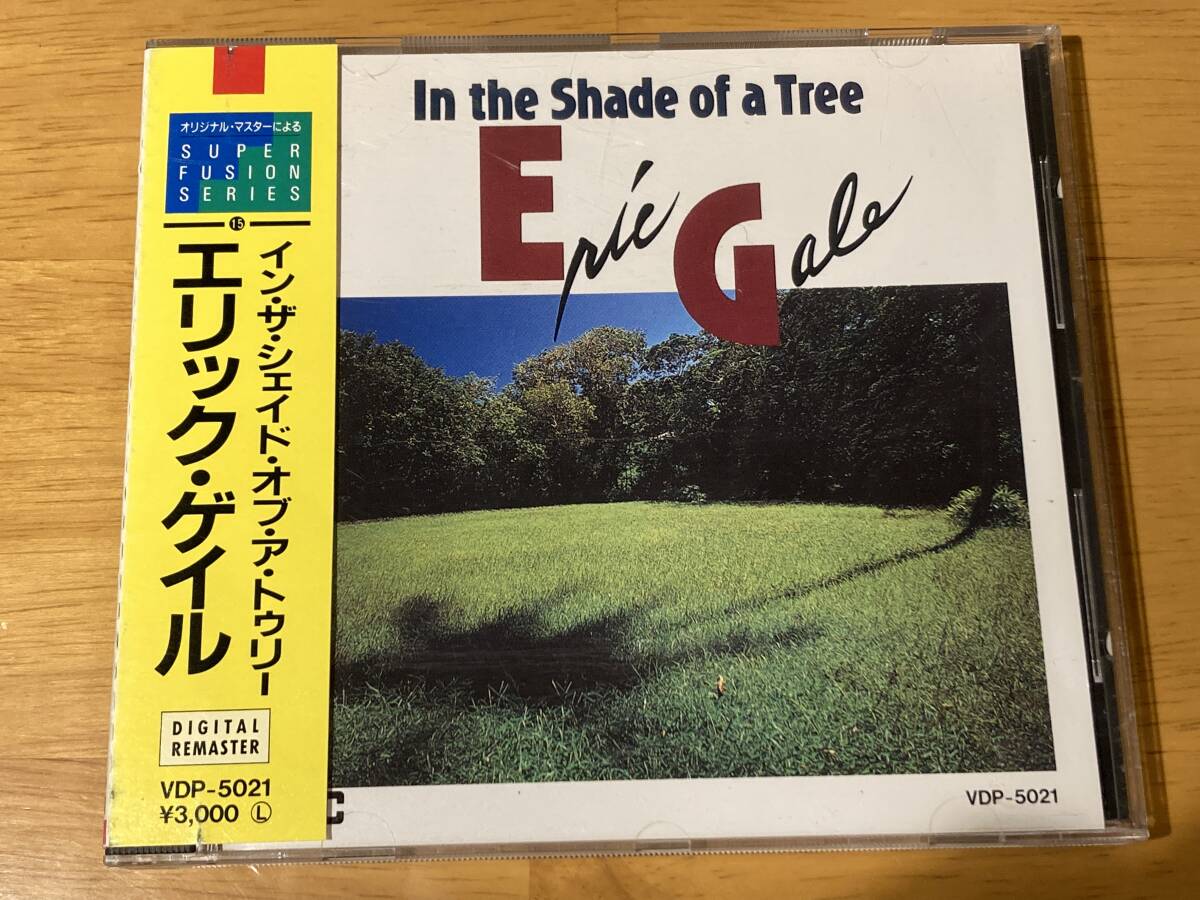 オリジナル・マスターによる
SUPER
FUSION
SERIES
15
イン・ザ・シェイド・オブ・ア・トゥリー
エリック・ゲイル
DIGITAL
REMASTER
VDP-5021
¥3,000 Ⓛ
In the Shade of a Tree
Eric Gale
C
VDP-5021